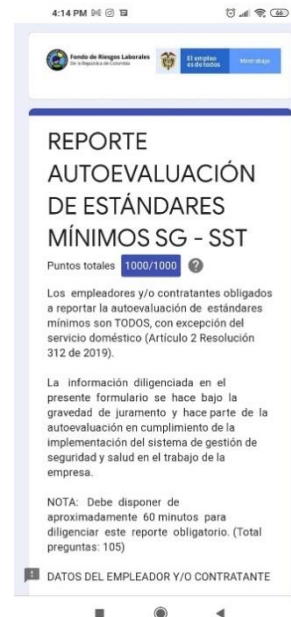 4:14 PM
66
Fondo de Riesgos Laborales
De la República de Colombia
El empleo
es de todos
Mintrabajo
REPORTE
AUTOEVALUACIÓN
DE ESTÁNDARES
MÍNIMOS SG - SST
Puntos totales 1000/1000 ?
Los empleadores y/o contratantes obligados
a reportar la autoevaluación de estándares
mínimos son TODOS, con excepción del
servicio doméstico (Artículo 2 Resolución
312 de 2019).
La información diligenciada en el
presente formulario se hace bajo la
gravedad de juramento y hace parte de la
autoevaluación en cumplimiento de la
implementación del sistema de gestión de
seguridad y salud en el trabajo de la
empresa.
NOTA: Debe disponer de
aproximadamente 60 minutos para
diligenciar este reporte obligatorio. (Total
preguntas: 105)
DATOS DEL EMPLEADOR Y/O CONTRATANTE